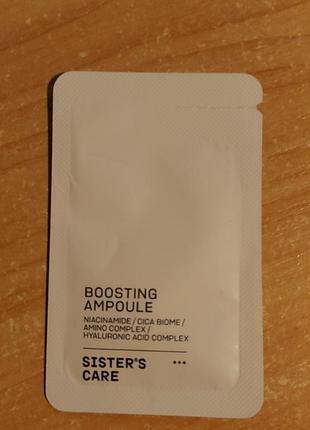 BOOSTING
AMPOULE
NIACINAMIDE / CICA BIOME /
AMINO COMPLEX /
HYALURONIC ACID COMPLEX
SISTER'S •••
CARE